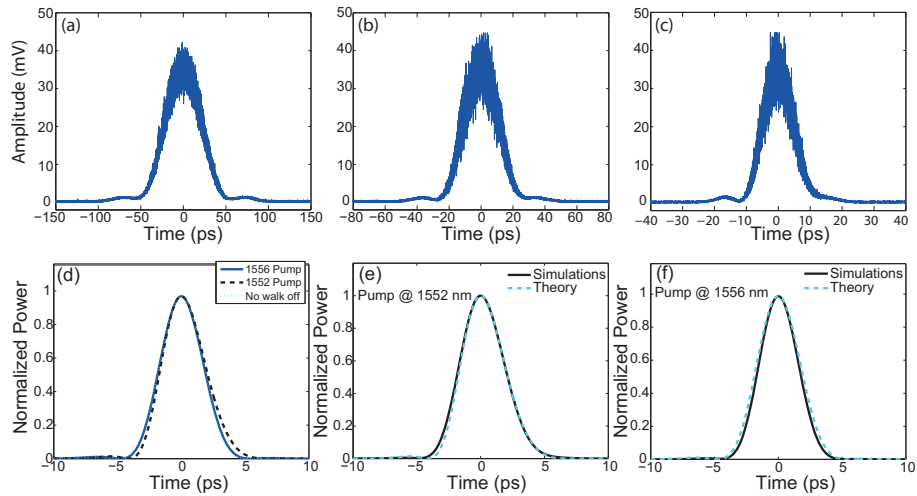 (a)
(b)
(c)
Amplitude (mV)
50
40
30
20
10
0
−150 −100 −50 0 50 100 150
Time (ps)
50
40
30
20
10
0
−80 −60 −40 −20 0 20 40 60 80
Time (ps)
50
40
30
20
10
0
−40 −30 −20 −10 0 10 20 30 40
Time (ps)
(d)
1556 Pump
1552 Pump
No walk off
Normalized Power
1
0.8
0.6
0.4
0.2
0
−10 −5 0 5 10
Time (ps)
(e)
Simulations
Theory
Pump @ 1552 nm
Normalized Power
1
0.8
0.6
0.4
0.2
0
−10 −5 0 5 10
Time (ps)
(f)
Simulations
Theory
Pump @ 1556 nm
Normalized Power
1
0.8
0.6
0.4
0.2
0
−10 −5 0 5 10
Time (ps)